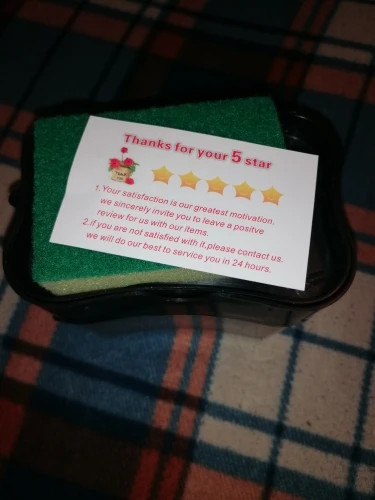 Thanks for your 5 star
1.Your satisfaction is our greatest motivation.
we sincerely invite you to leave a positve
review for us with our items.
2.if you are not satisfied with it,please contact us.
we will do our best to service you in 24 hours.